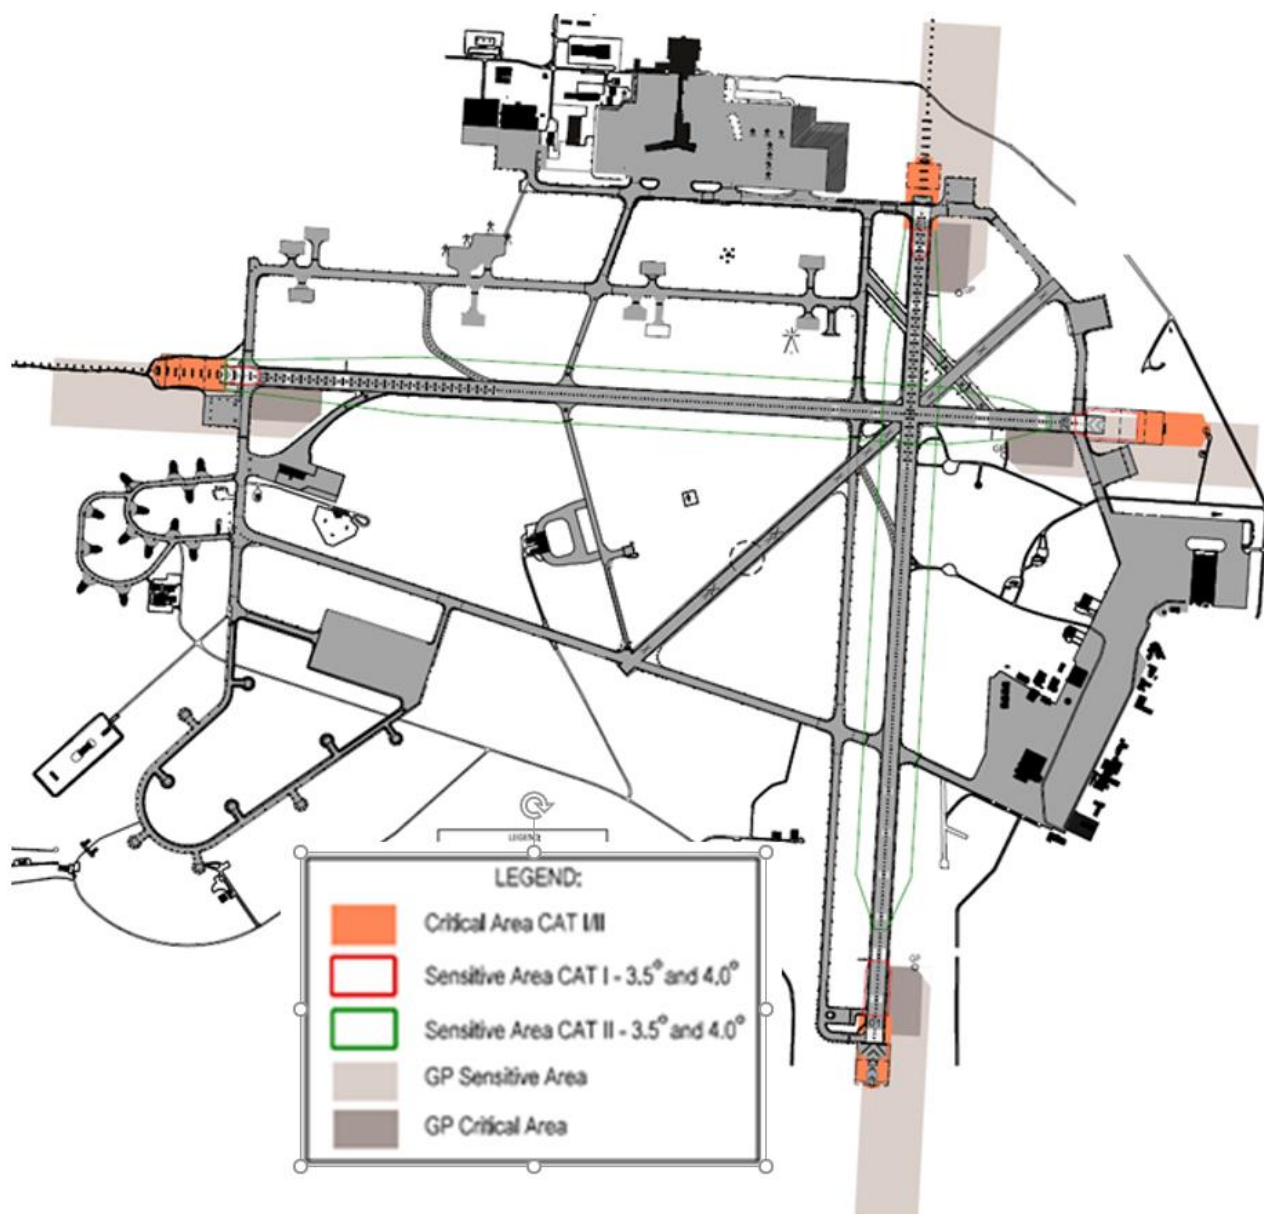 LEGEND:
LEGEND:
Critical Area CAT I/II
Sensitive Area CAT I - 3.5° and 4.0°
Sensitive Area CAT II - 3.5° and 4.0°
GP Sensitive Area
GP Critical Area